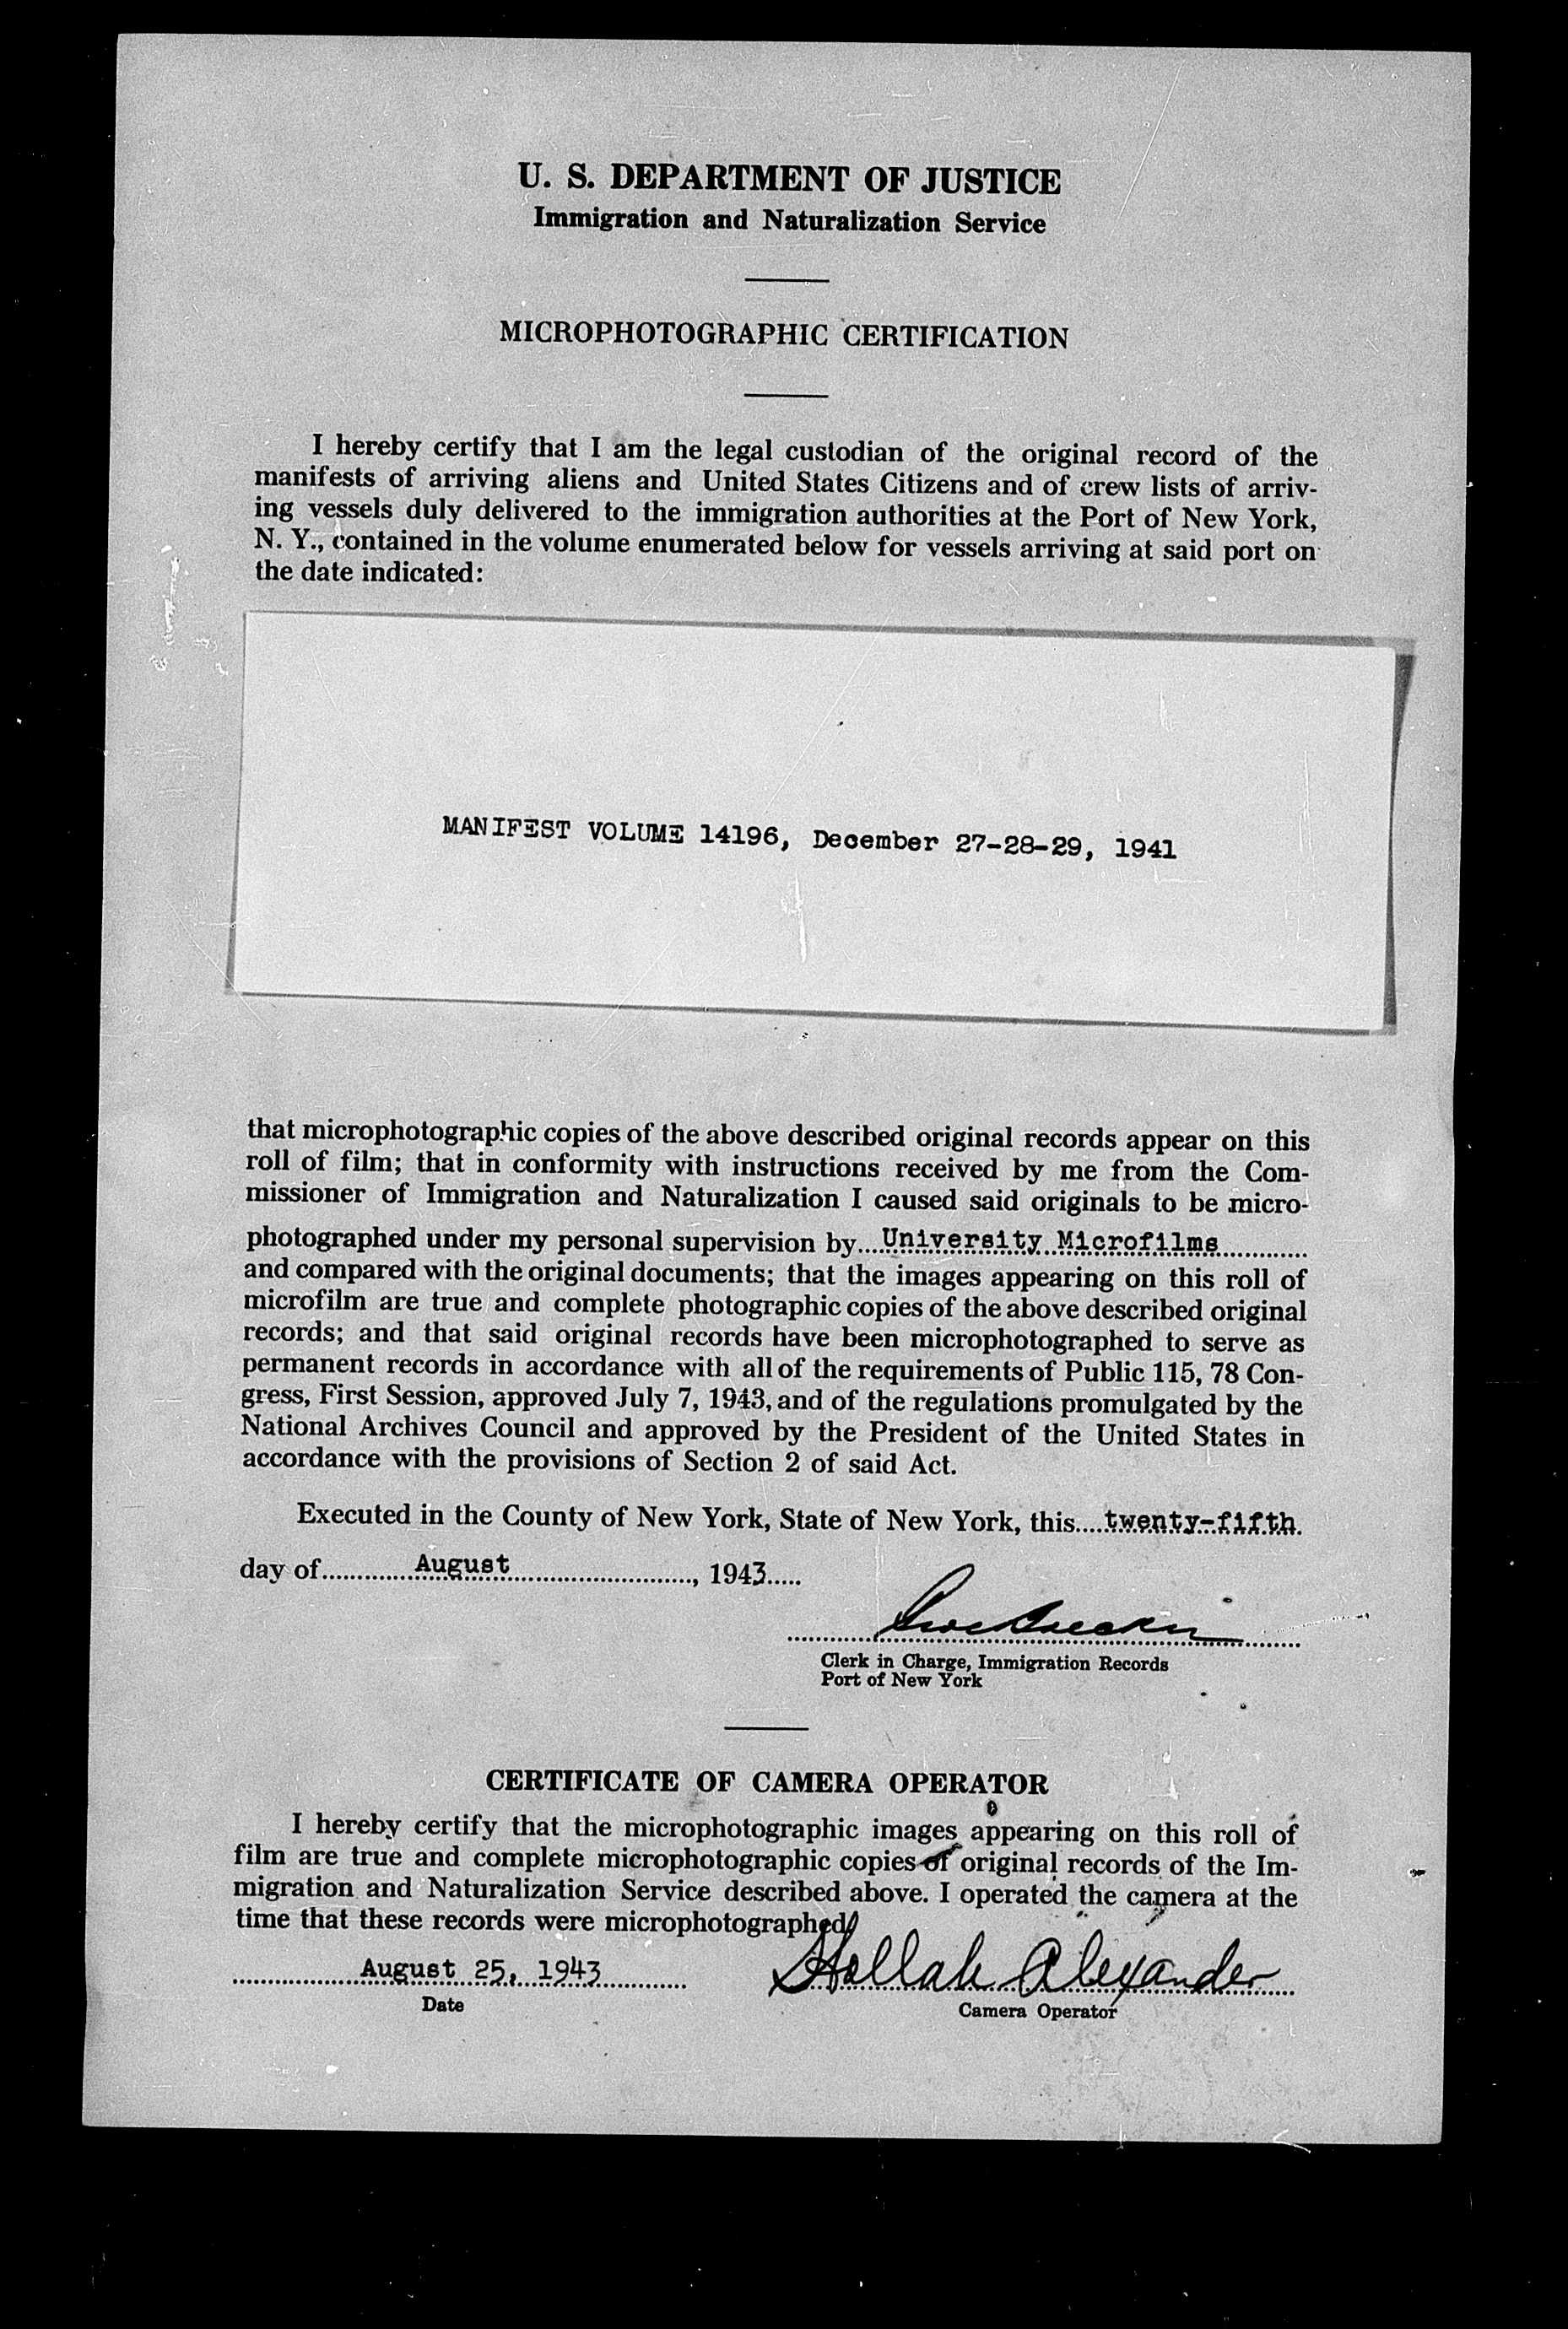 U. S. DEPARTMENT OF JUSTICE
Immigration and Naturalization Service
MICROPHOTOGRAPHIC CERTIFICATION
I hereby certify that I am the legal custodian of the original record of the
manifests of arriving aliens and United States Citizens and of crew lists of arriv-
ing vessels duly delivered to the immigration authorities at the Port of New York,
N. Y., contained in the volume enumerated below for vessels arriving at said port on
the date indicated:
MANIFEST VOLUME 14196, December 27-28-29, 1941
that microphotographic copies of the above described original records appear on this
roll of film; that in conformity with instructions received by me from the Com-
missioner of Immigration and Naturalization I caused said originals to be micro-
photographed under my personal supervision by....University Microfilms............
and compared with the original documents; that the images appearing on this roll of
microfilm are true and complete photographic copies of the above described original
records; and that said original records have been microphotographed to serve as
permanent records in accordance with all of the requirements of Public 115, 78 Con-
gress, First Session, approved July 7, 1943, and of the regulations promulgated by the
National Archives Council and approved by the President of the United States in
accordance with the provisions of Section 2 of said Act.
Executed in the County of New York, State of New York, this.....twenty-fifth.
day of..............August............................, 1943.....
Clerk in Charge, Immigration Records
Port of New York
CERTIFICATE OF CAMERA OPERATOR
I hereby certify that the microphotographic images appearing on this roll of
film are true and complete microphotographic copies of original records of the Im-
migration and Naturalization Service described above. I operated the camera at the
time that these records were microphotographed.
August 25, 1943 Hollah Alexander
Date Camera Operator